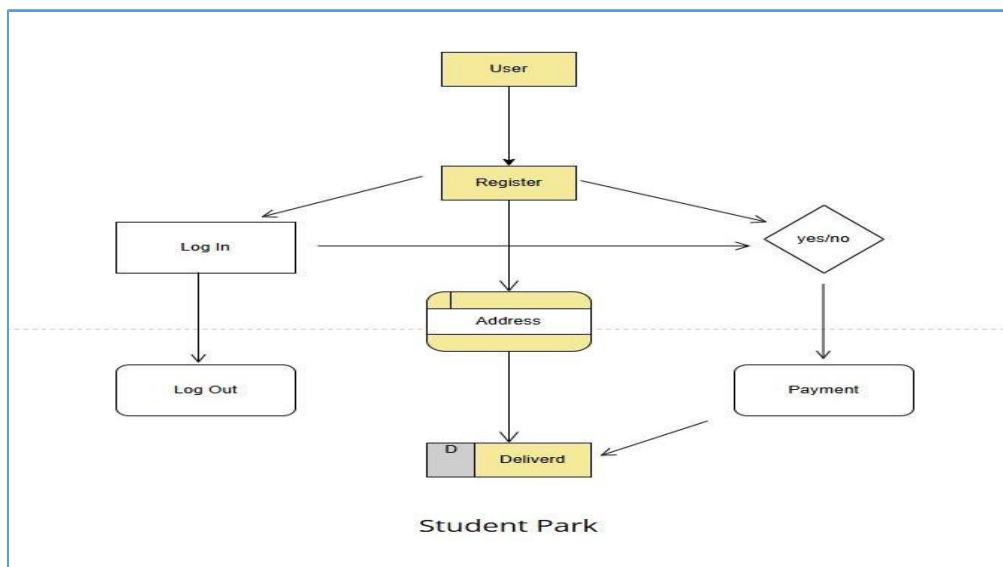 User
Register
Log In
yes/no
Address
Log Out
Payment
D
Deliverd
Student Park